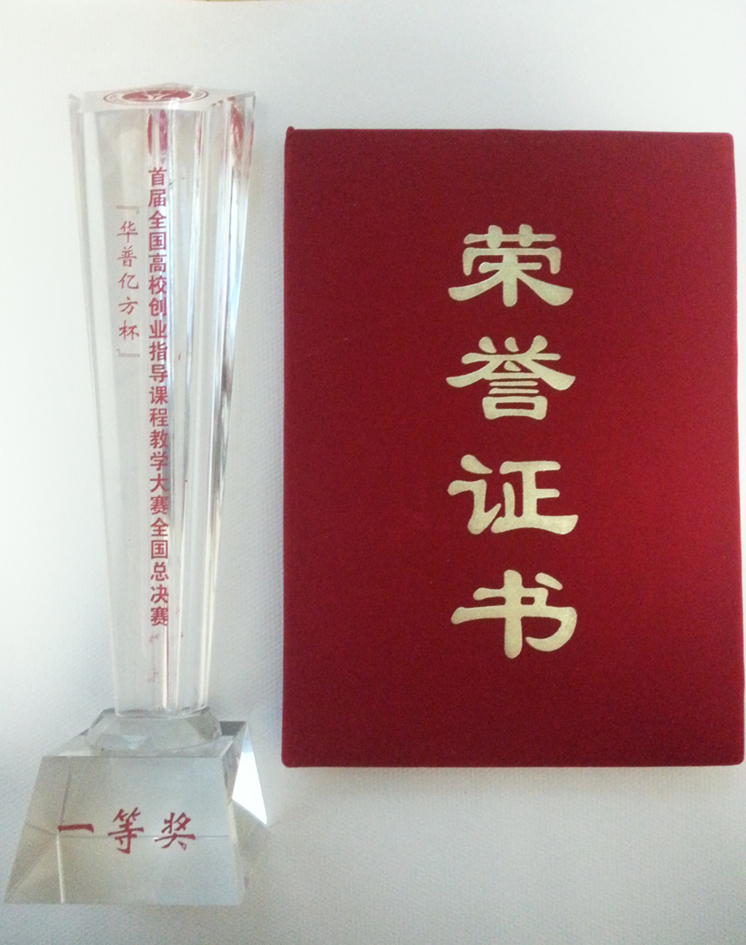 首届全国高校创业指导课程教学大赛全国总决赛
「华普亿方杯」
一等奖
荣誉证书